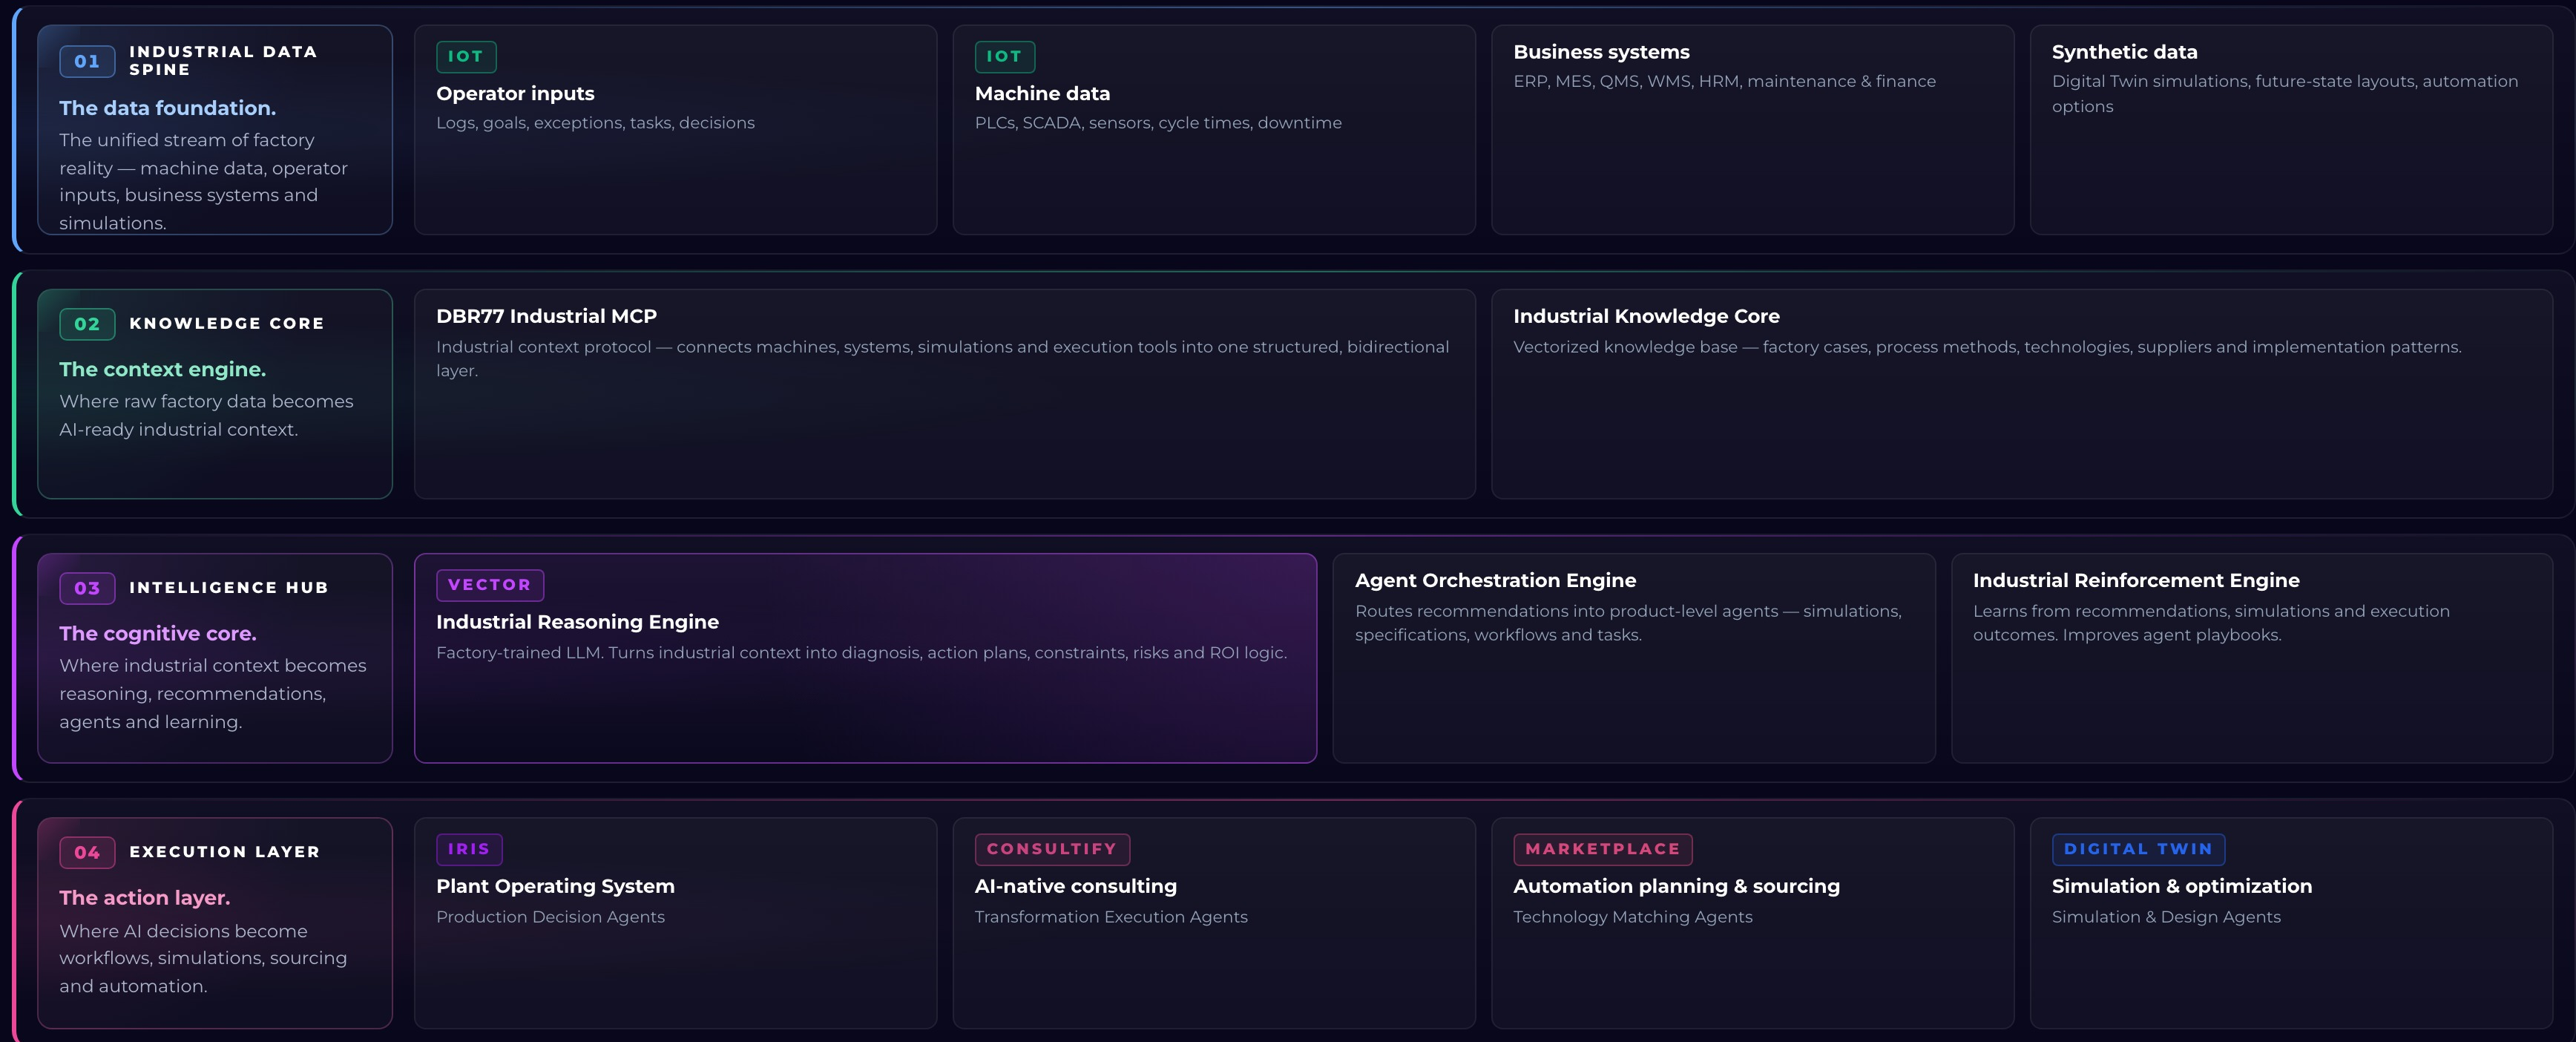 01
INDUSTRIAL DATA
SPINE
The data foundation.
The unified stream of factory
reality — machine data, operator
inputs, business systems and
simulations.
IOT
Operator inputs
Logs, goals, exceptions, tasks, decisions
IOT
Machine data
PLCs, SCADA, sensors, cycle times, downtime
Business systems
ERP, MES, QMS, WMS, HRM, maintenance & finance
Synthetic data
Digital Twin simulations, future-state layouts, automation
options
02
KNOWLEDGE CORE
The context engine.
Where raw factory data becomes
AI-ready industrial context.
DBR77 Industrial MCP
Industrial context protocol — connects machines, systems, simulations and execution tools into one structured, bidirectional
layer.
Industrial Knowledge Core
Vectorized knowledge base — factory cases, process methods, technologies, suppliers and implementation patterns.
03
INTELLIGENCE HUB
The cognitive core.
Where industrial context becomes
reasoning, recommendations,
agents and learning.
VECTOR
Industrial Reasoning Engine
Factory-trained LLM. Turns industrial context into diagnosis, action plans, constraints, risks and ROI logic.
Agent Orchestration Engine
Routes recommendations into product-level agents — simulations,
specifications, workflows and tasks.
Industrial Reinforcement Engine
Learns from recommendations, simulations and execution
outcomes. Improves agent playbooks.
04
EXECUTION LAYER
The action layer.
Where AI decisions become
workflows, simulations, sourcing
and automation.
IRIS
Plant Operating System
Production Decision Agents
CONSULTIFY
AI-native consulting
Transformation Execution Agents
MARKETPLACE
Automation planning & sourcing
Technology Matching Agents
DIGITAL TWIN
Simulation & optimization
Simulation & Design Agents